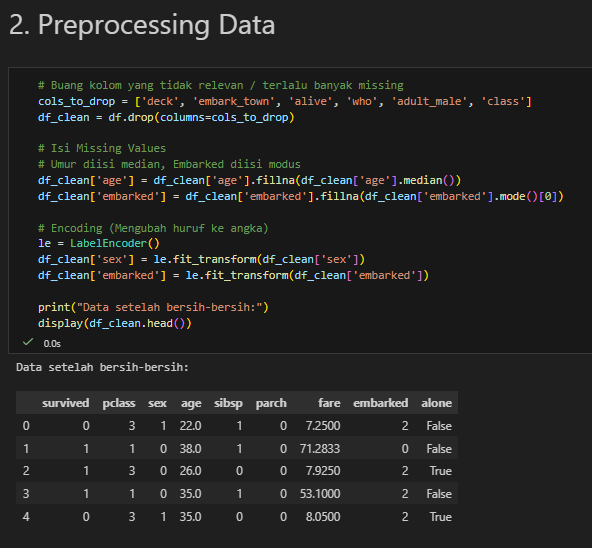 2. Preprocessing Data
# Buang kolom yang tidak relevan / terlalu banyak missing
cols_to_drop = ['deck', 'embark_town', 'alive', 'who', 'adult_male', 'class']
df_clean = df.drop(columns=cols_to_drop)
# Isi Missing Values
# Umur diisi median, Embarked diisi modus
df_clean['age'] = df_clean['age'].fillna(df_clean['age'].median())
df_clean['embarked'] = df_clean['embarked'].fillna(df_clean['embarked'].mode()[0])
# Encoding (Mengubah huruf ke angka)
le = LabelEncoder()
df_clean['sex'] = le.fit_transform(df_clean['sex'])
df_clean['embarked'] = le.fit_transform(df_clean['embarked'])
print("Data setelah bersih-bersih:")
display(df_clean.head())
0.0s
Data setelah bersih-bersih:
survived pclass sex age sibsp parch fare embarked alone
0 0 3 1 22.0 1 0 7.2500 2 False
1 1 1 0 38.0 1 0 71.2833 0 False
2 1 3 0 26.0 0 0 7.9250 2 True
3 1 1 0 35.0 1 0 53.1000 2 False
4 0 3 1 35.0 0 0 8.0500 2 True